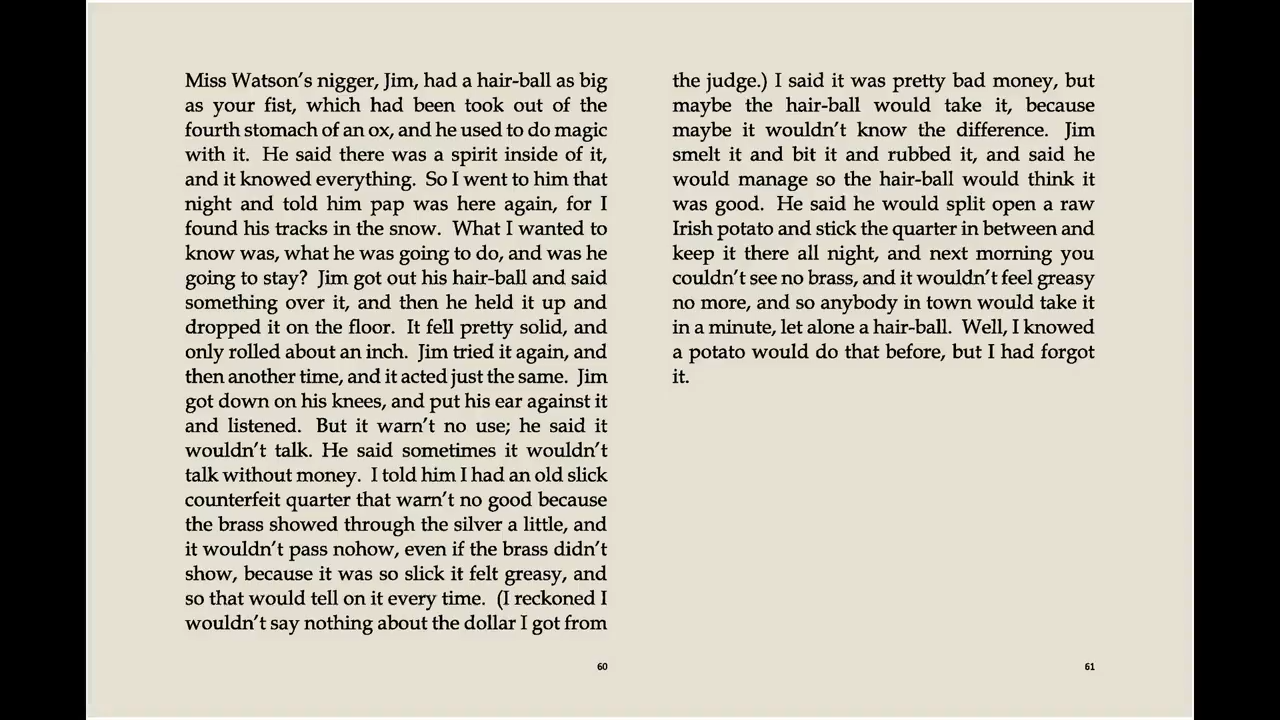 Miss Watson’s nigger, Jim, had a hair-ball as big
as your fist, which had been took out of the
fourth stomach of an ox, and he used to do magic
with it.  He said there was a spirit inside of it,
and it knowed everything.  So I went to him that
night and told him pap was here again, for I
found his tracks in the snow.  What I wanted to
know was, what he was going to do, and was he
going to stay?  Jim got out his hair-ball and said
something over it, and then he held it up and
dropped it on the floor.  It fell pretty solid, and
only rolled about an inch.  Jim tried it again, and
then another time, and it acted just the same.  Jim
got down on his knees, and put his ear against it
and listened.  But it warn’t no use; he said it
wouldn’t talk. He said sometimes it wouldn’t
talk without money.  I told him I had an old slick
counterfeit quarter that warn’t no good because
the brass showed through the silver a little, and
it wouldn’t pass nohow, even if the brass didn’t
show, because it was so slick it felt greasy, and
so that would tell on it every time.  (I reckoned I
wouldn’t say nothing about the dollar I got from
60
the judge.) I said it was pretty bad money, but
maybe the hair-ball would take it, because
maybe it wouldn’t know the difference.  Jim
smelt it and bit it and rubbed it, and said he
would manage so the hair-ball would think it
was good.  He said he would split open a raw
Irish potato and stick the quarter in between and
keep it there all night, and next morning you
couldn’t see no brass, and it wouldn’t feel greasy
no more, and so anybody in town would take it
in a minute, let alone a hair-ball.  Well, I knowed
a potato would do that before, but I had forgot
it.
61